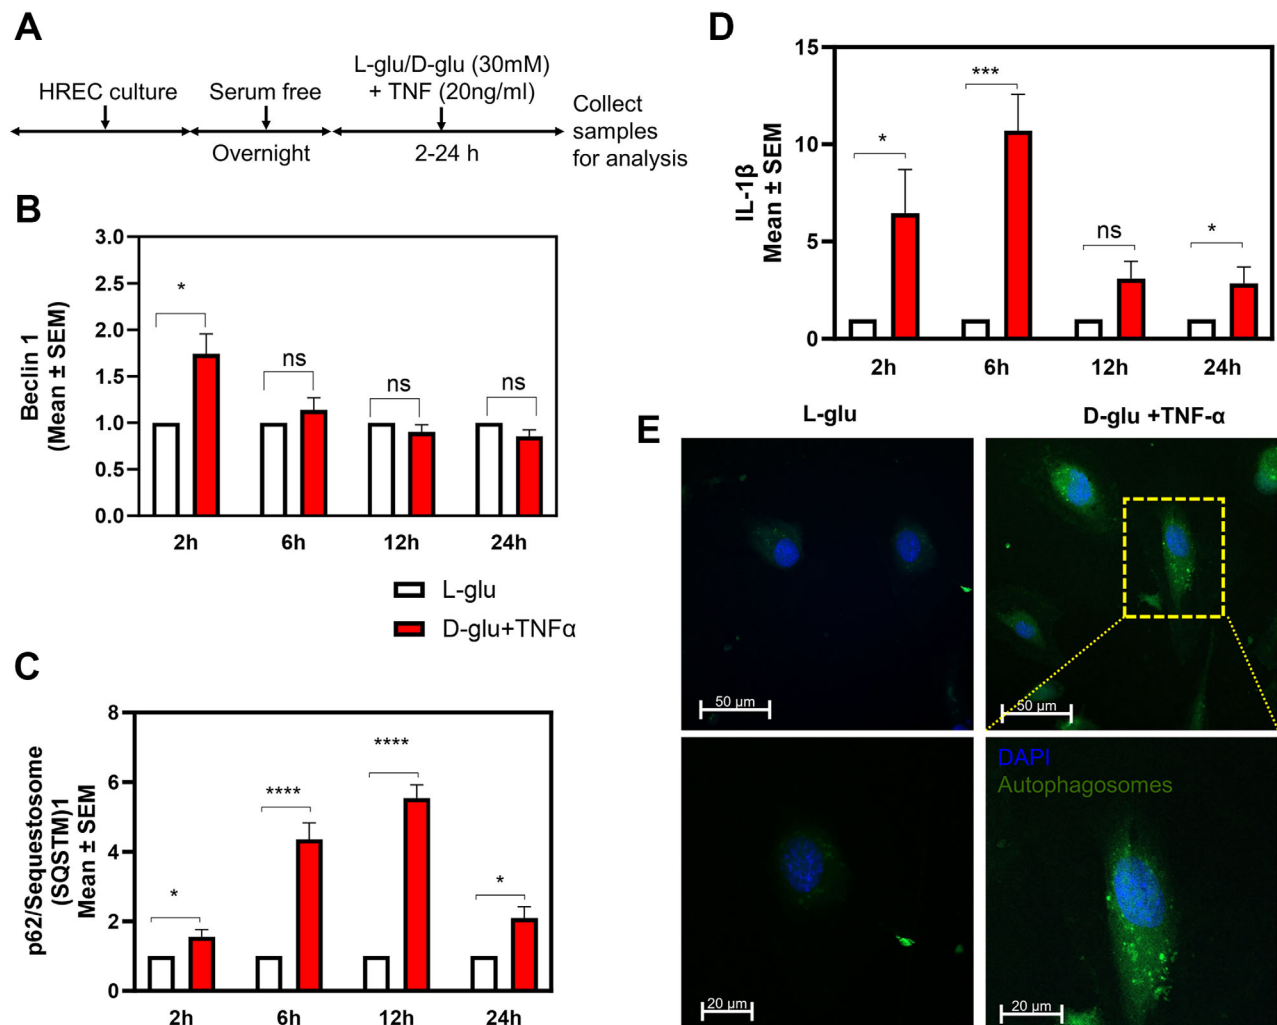 A
HREC culture
Serum free
Overnight
L-glu/D-glu (30mM)
+ TNF (20ng/ml)
2-24 h
Collect
samples
for analysis
B
Beclin 1
(Mean ± SEM)
3.0
2.5
2.0
1.5
1.0
0.5
0.0
*
ns
ns
ns
2h
6h
12h
24h
L-glu
D-glu+TNFα
C
p62/Sequestosome
(SQSTM)1
Mean ± SEM
8
6
4
2
0
*
****
****
*
2h
6h
12h
24h
D
IL-1β
Mean ± SEM
15
10
5
0
*
***
ns
*
2h
6h
12h
24h
E
L-glu
D-glu +TNF-α
50 µm
50 µm
20 µm
DAPI
Autophagosomes
20 µm